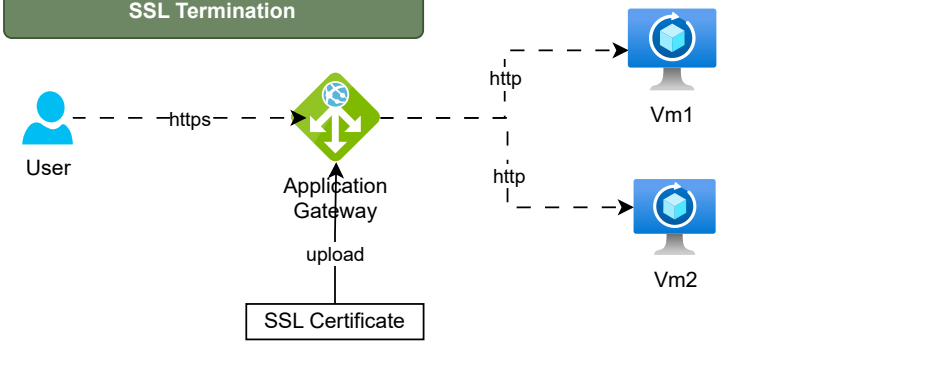 SSL Termination
http
Vm1
https
User
Application
Gateway
http
upload
Vm2
SSL Certificate